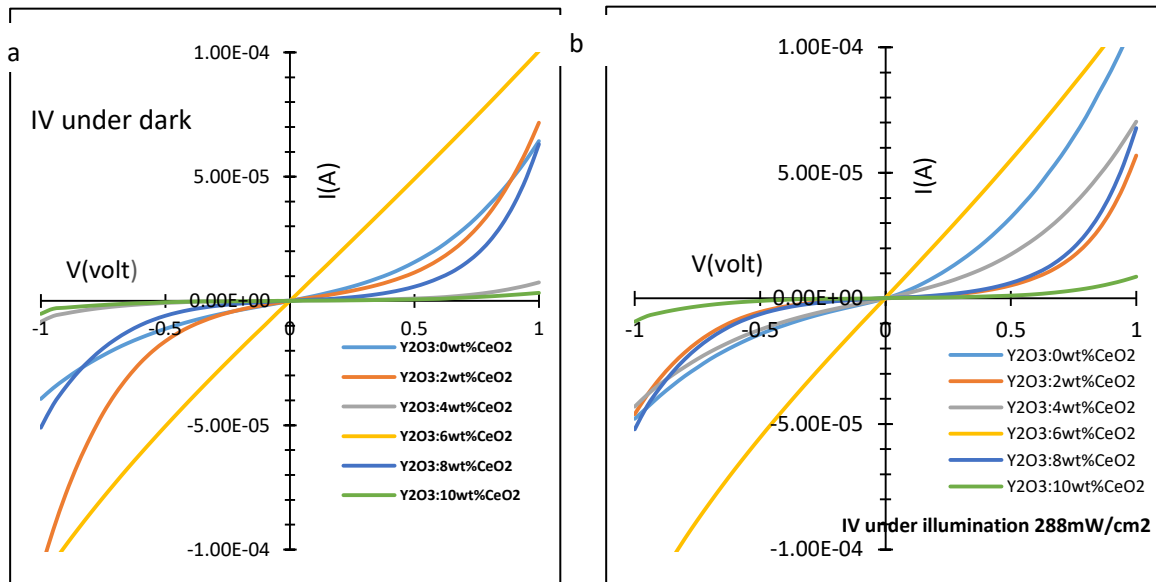 a
IV under dark
1.00E-04
5.00E-05
0.00E+00
-5.00E-05
-1.00E-04
I(A)
V(volt)
-1
-0.5
0
0.5
1
Y2O3:0wt%CeO2
Y2O3:2wt%CeO2
Y2O3:4wt%CeO2
Y2O3:6wt%CeO2
Y2O3:8wt%CeO2
Y2O3:10wt%CeO2
b
1.00E-04
5.00E-05
0.00E+00
-5.00E-05
-1.00E-04
I(A)
V(volt)
-1
-0.5
0
0.5
1
Y2O3:0wt%CeO2
Y2O3:2wt%CeO2
Y2O3:4wt%CeO2
Y2O3:6wt%CeO2
Y2O3:8wt%CeO2
Y2O3:10wt%CeO2
IV under illumination 288mW/cm2